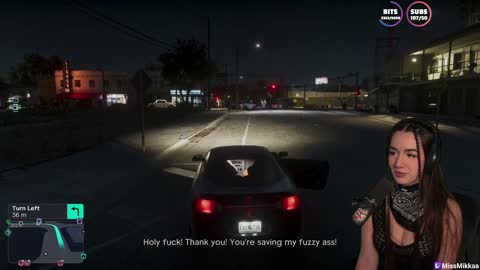 BITS
SUBS
107/50
Turn Left
36 m
Holy fuck! Thank you! You're saving my fuzzy ass!
MissMikkaa